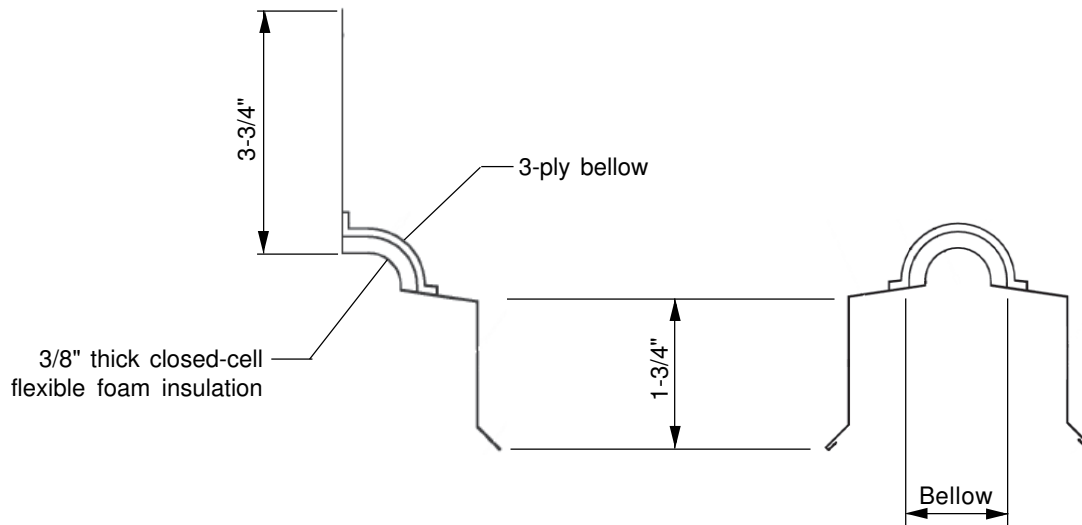 3-3/4"
3-ply bellow
3/8" thick closed-cell
flexible foam insulation
1-3/4"
Bellow